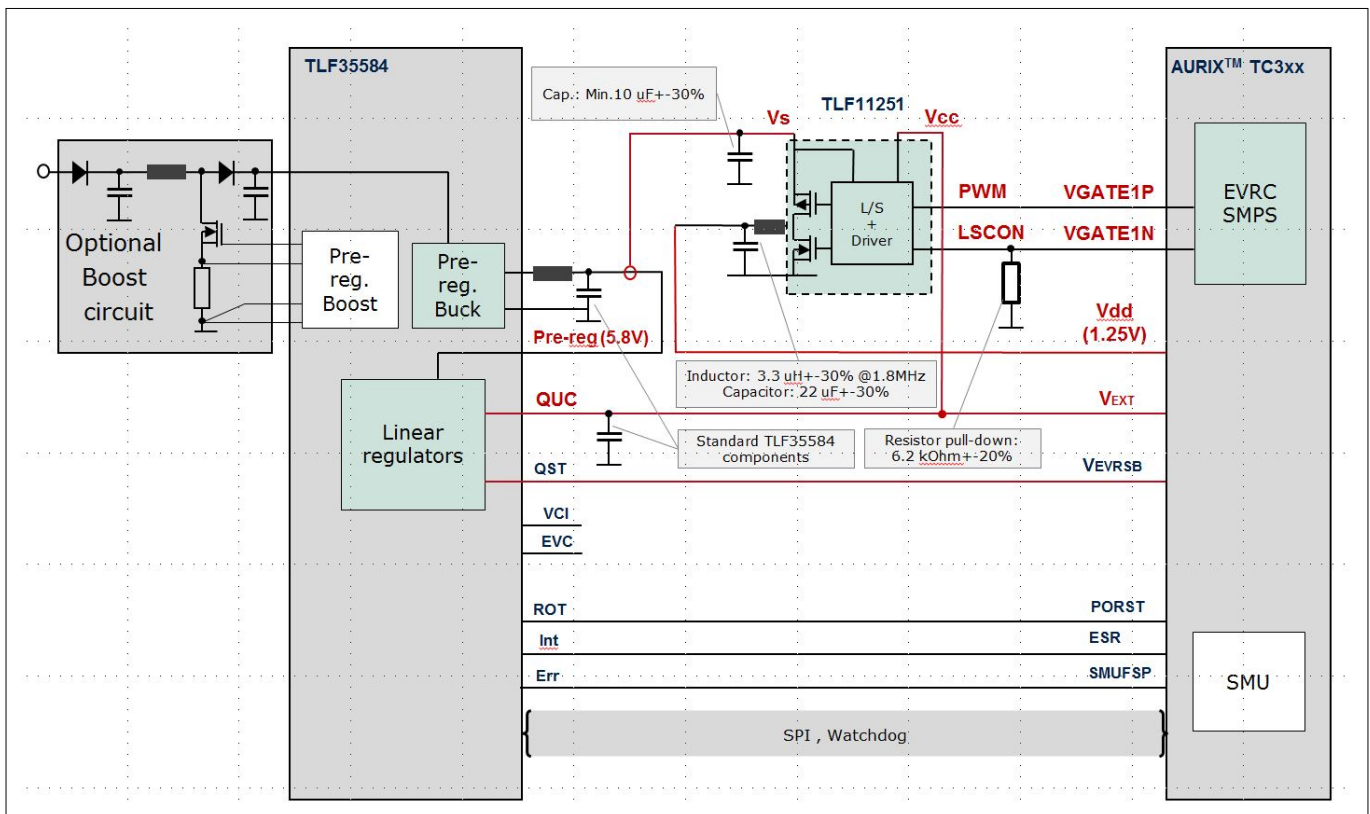 TLF35584
AURIX™ TC3xx
Cap.: Min.10 uF+-30%
TLF11251
Vs
Vcc
EVRC
SMPS
PWM
VGATE1P
L/S
+
Driver
LSCON
VGATE1N
Optional
Boost
circuit
Pre-
reg.
Boost
Pre-
reg.
Buck
Vdd
(1.25V)
Pre-reg (5.8V)
Inductor: 3.3 uH+-30% @1.8MHz
Capacitor: 22 uF+-30%
QUC
VEXT
Linear
regulators
Standard TLF35584
components
Resistor pull-down:
6.2 kOhm+-20%
QST
VEVRSB
VCI
EVC
ROT
PORST
Int
ESR
Err
SMUFSP
SMU
SPI , Watchdog